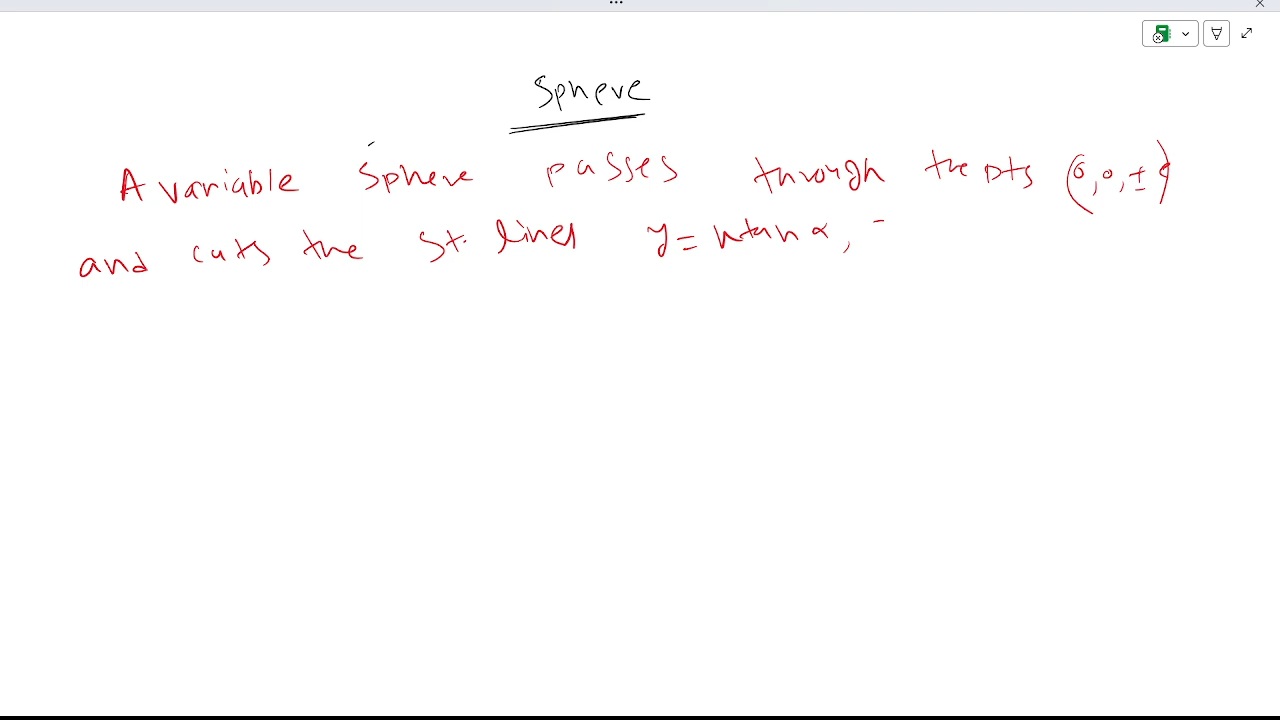 Sphere
A variable sphere passes through the pts (0, 0, ± c)
and cuts the st. lines y = x tan α,